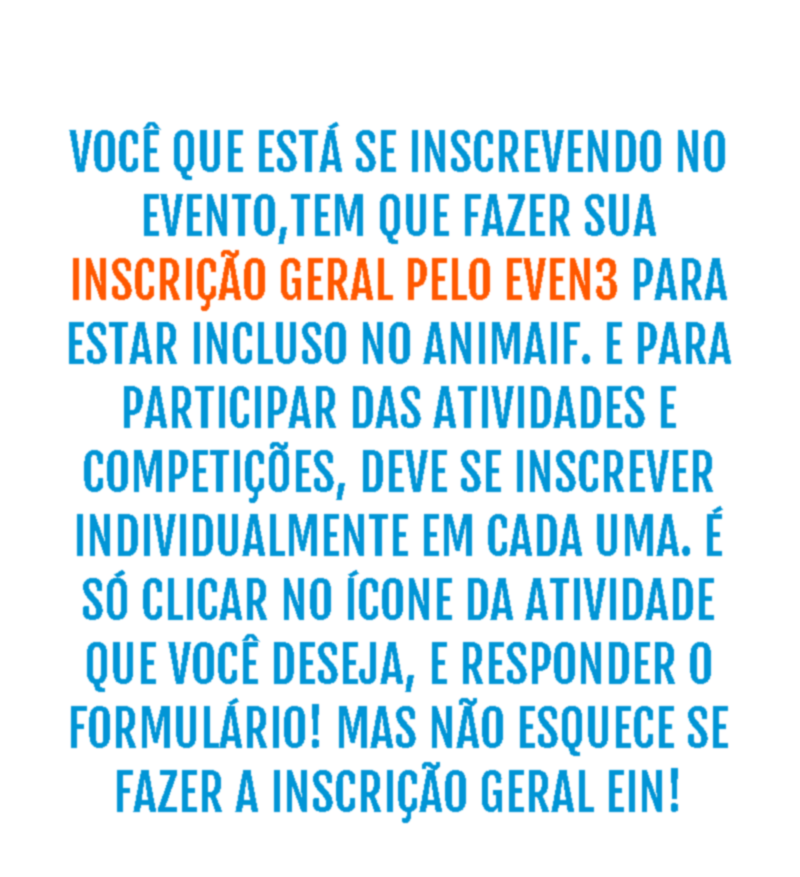 VOCÊ QUE ESTÁ SE INSCREVENDO NO
EVENTO,TEM QUE FAZER SUA
INSCRIÇÃO GERAL PELO EVEN3 PARA
ESTAR INCLUSO NO ANIMAIF. E PARA
PARTICIPAR DAS ATIVIDADES E
COMPETIÇÕES, DEVE SE INSCREVER
INDIVIDUALMENTE EM CADA UMA. É
SÓ CLICAR NO ÍCONE DA ATIVIDADE
QUE VOCÊ DESEJA, E RESPONDER O
FORMULÁRIO! MAS NÃO ESQUECE SE
FAZER A INSCRIÇÃO GERAL EIN!